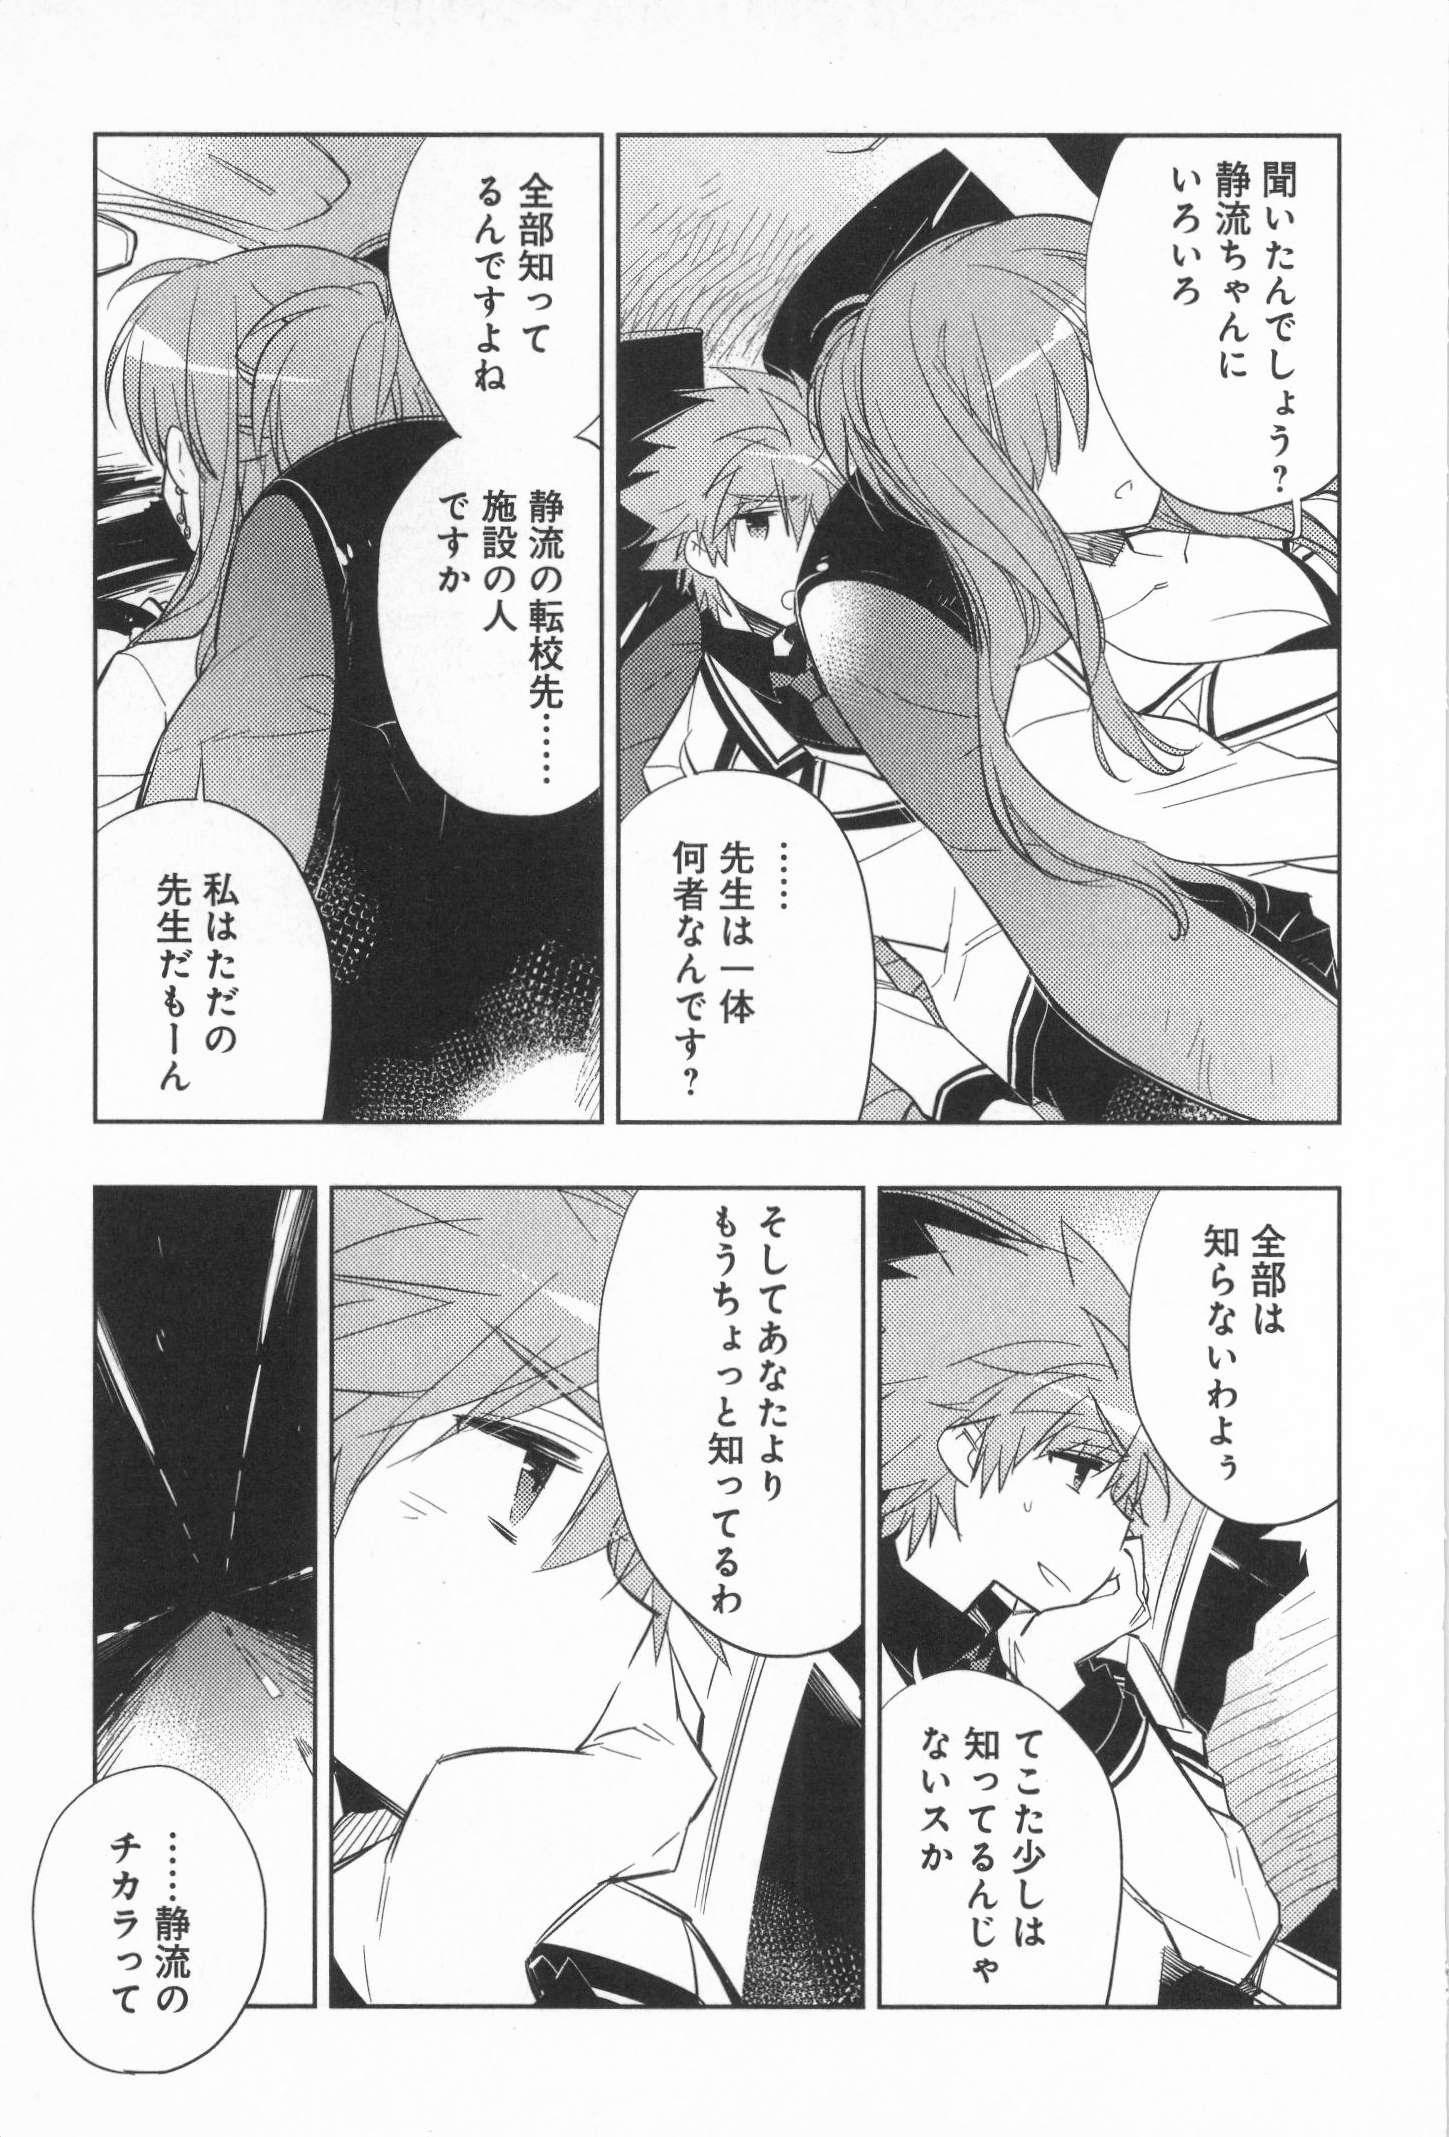 聞いたんでしょう?
静流ちゃんに
いろいろ
……
先生は一体
何者なんです?
全部知って
るんですよね
静流の転校先……
施設の人
ですか
私はただの
先生だもーん
全部は
知らないわよぅ
てこた少しは
知ってるんじゃ
ないスか
そしてあなたより
もうちょっと知ってるわ
……静流の
チカラって